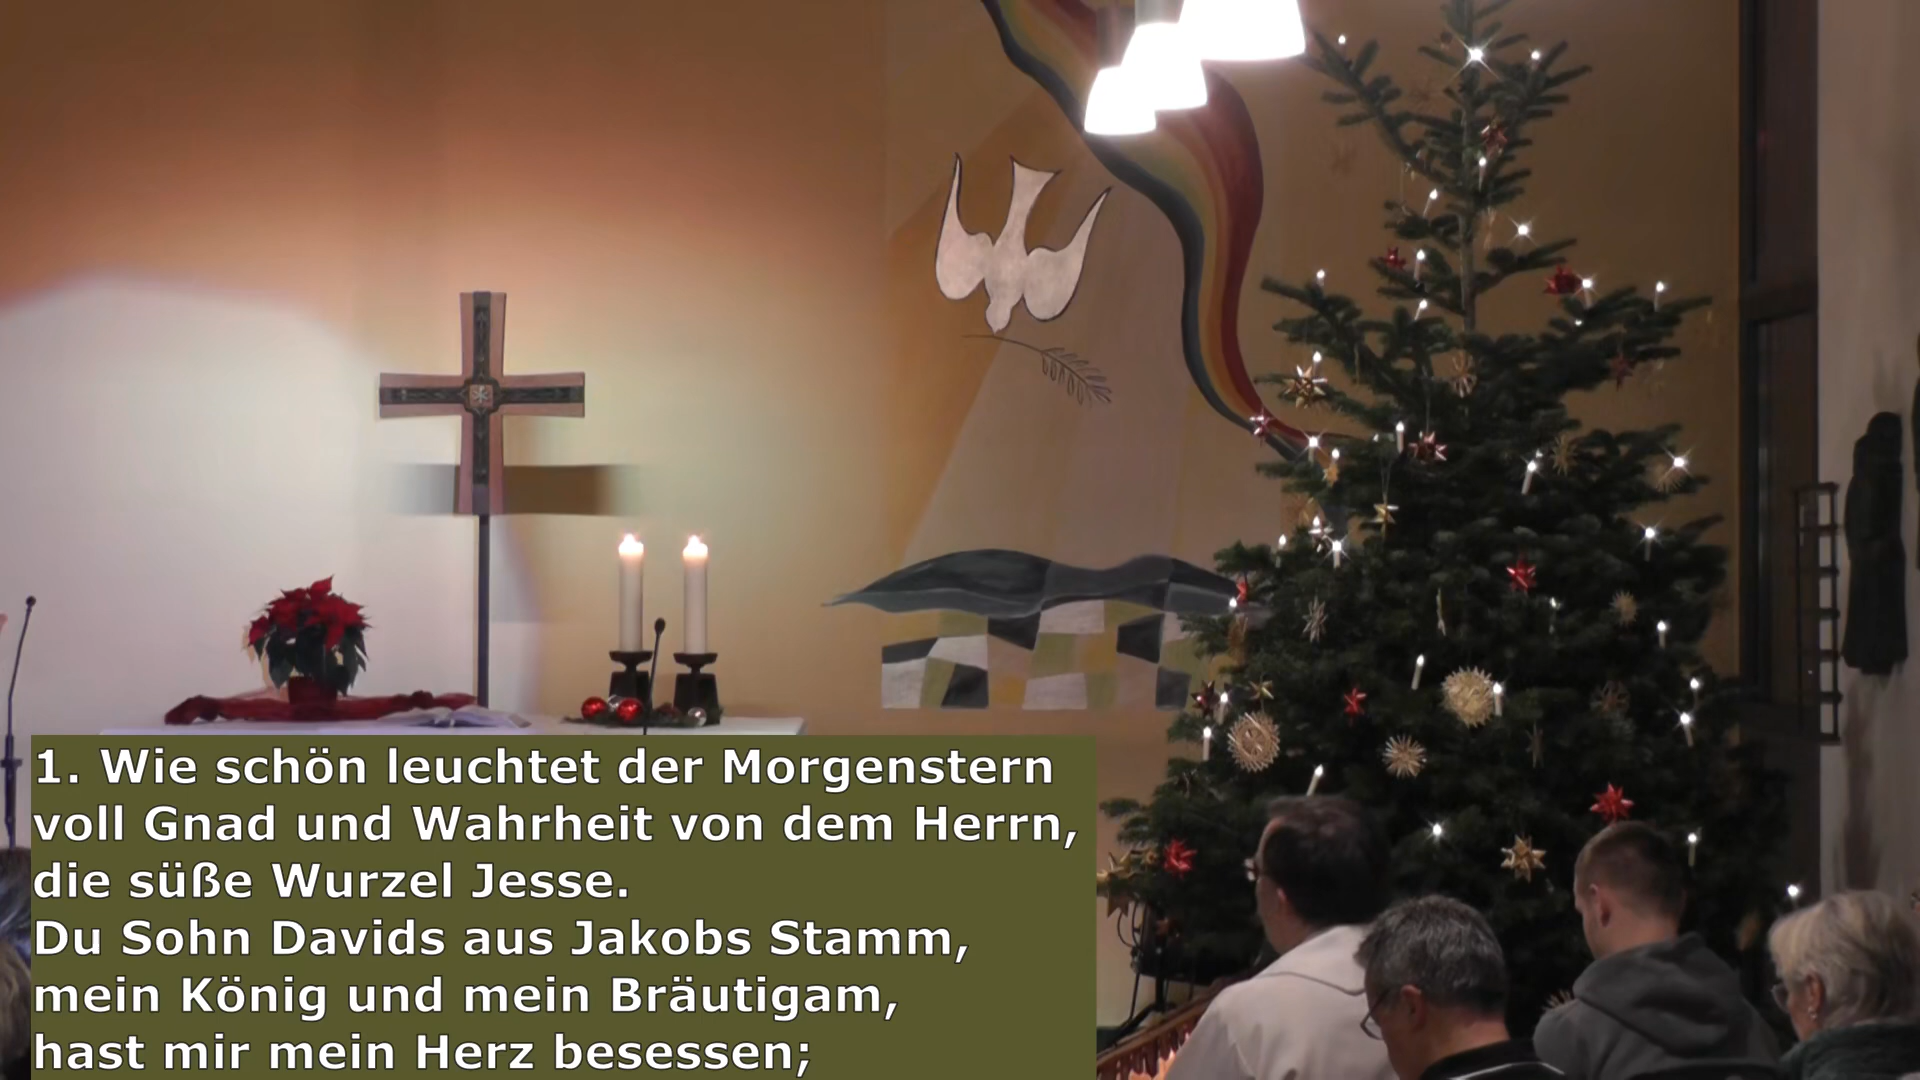 1. Wie schön leuchtet der Morgenstern
voll Gnad und Wahrheit von dem Herrn,
die süße Wurzel Jesse.
Du Sohn Davids aus Jakobs Stamm,
mein König und mein Bräutigam,
hast mir mein Herz besessen;